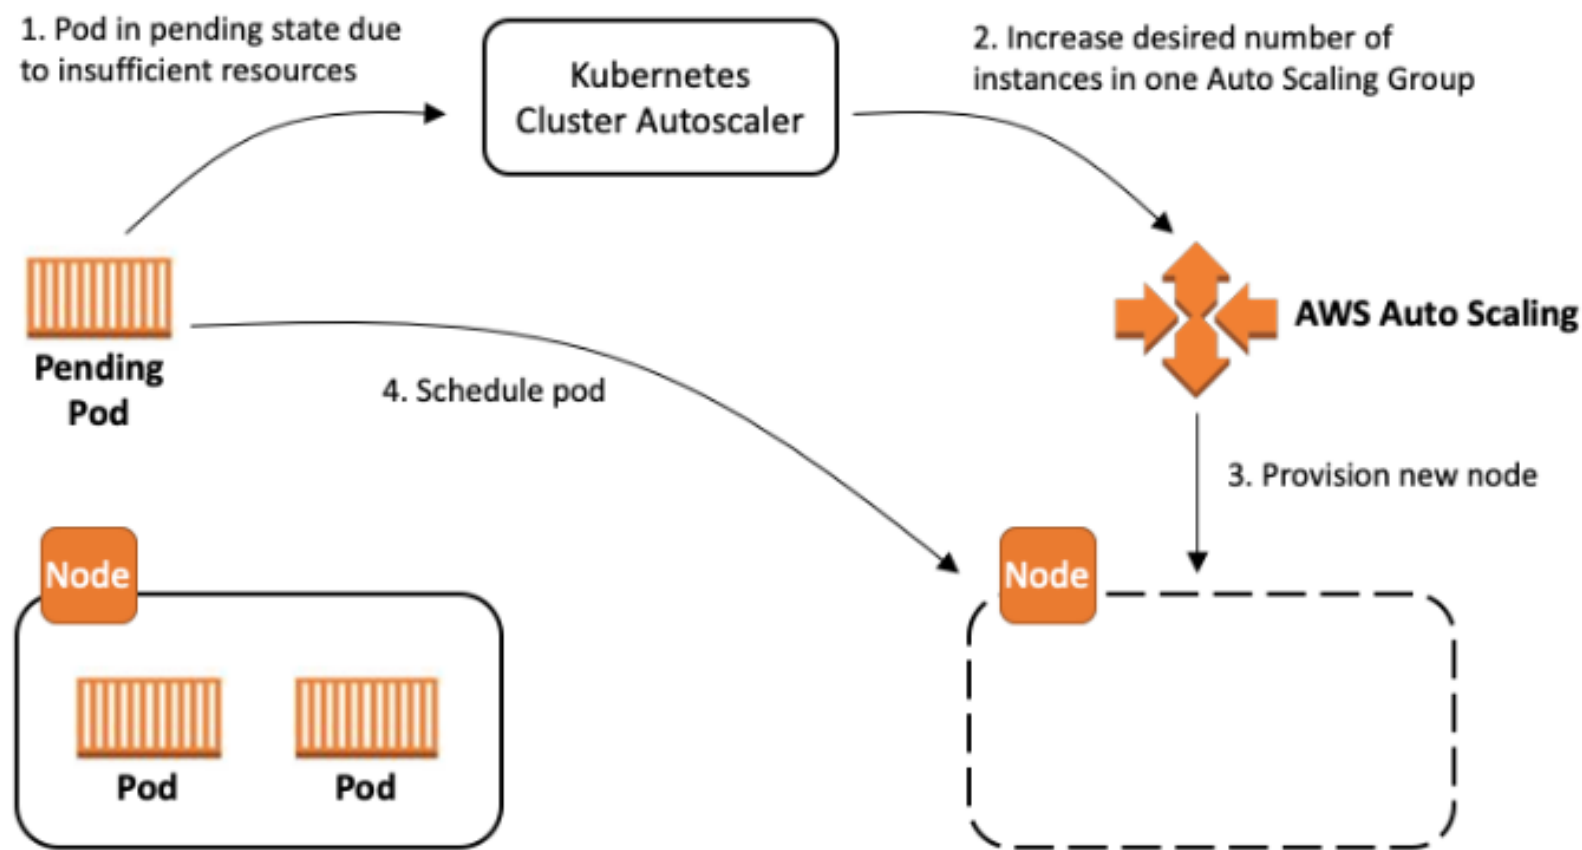 1. Pod in pending state due
to insufficient resources
Kubernetes
Cluster Autoscaler
2. Increase desired number of
instances in one Auto Scaling Group
AWS Auto Scaling
Pending
Pod
4. Schedule pod
3. Provision new node
Node
Node
Pod
Pod